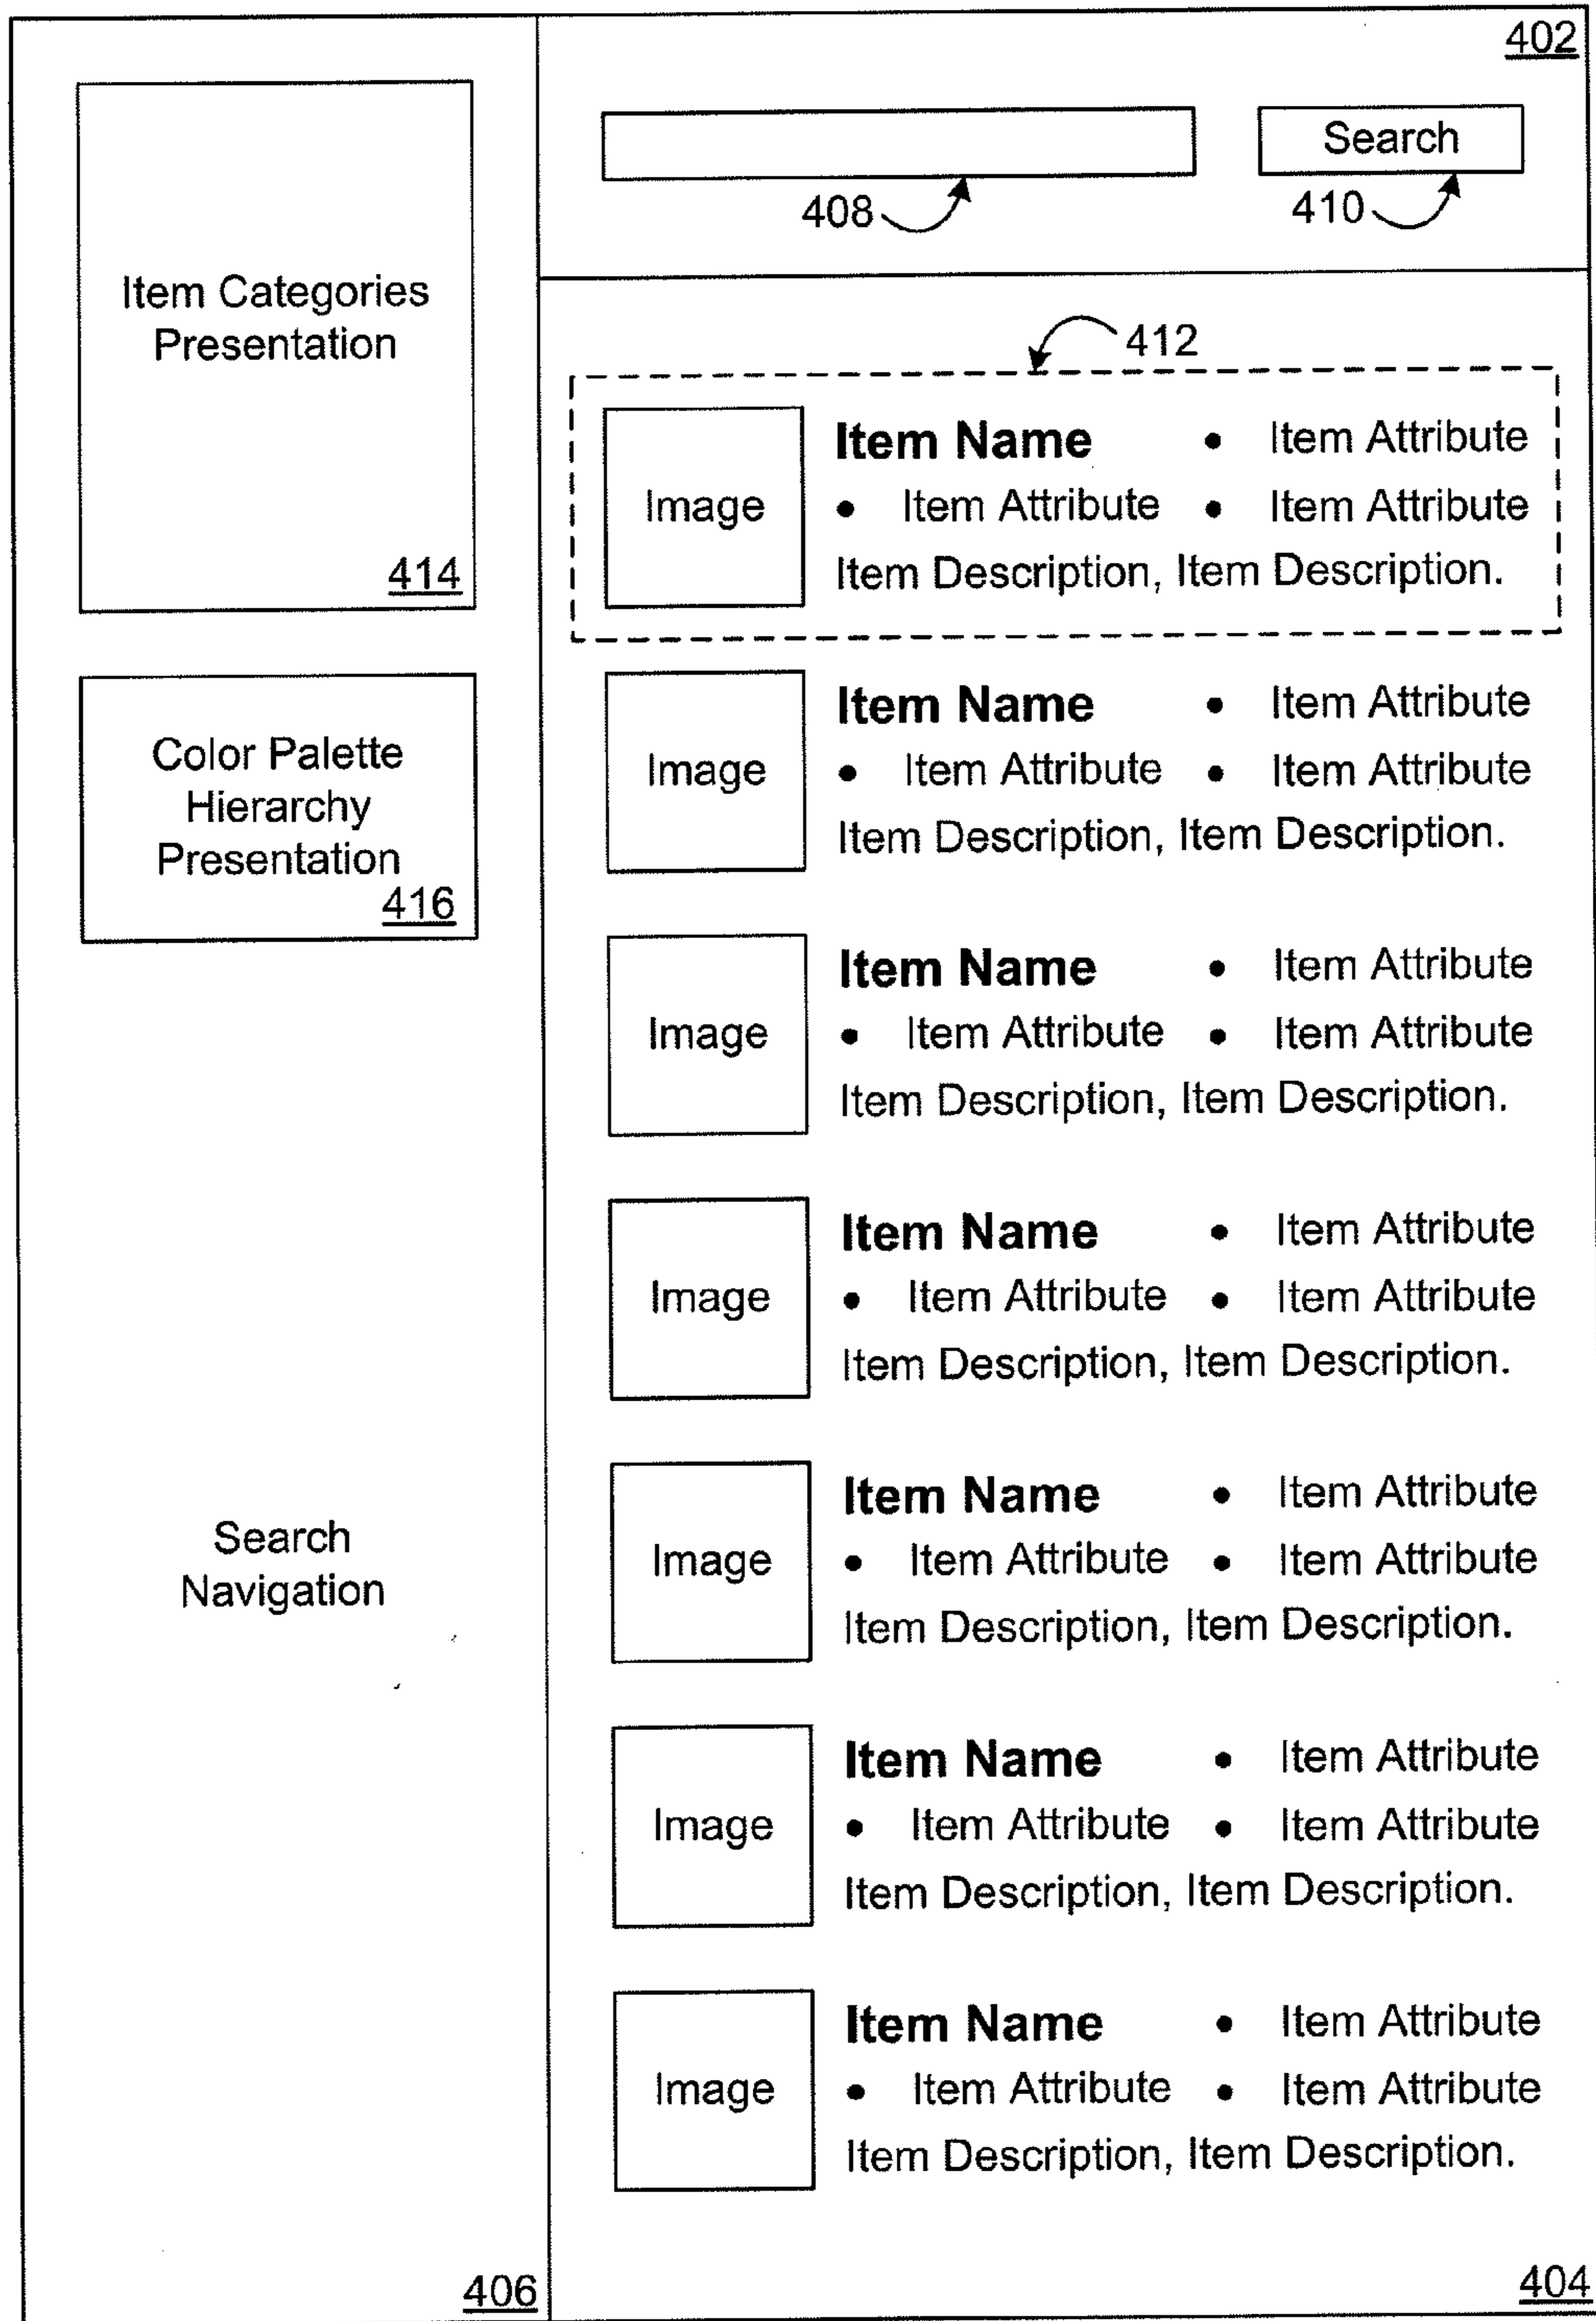 Item Categories
Presentation
414
Color Palette
Hierarchy
Presentation
416
Search
Navigation
406
402
Search
408
410
412
Image
Item Name • Item Attribute
• Item Attribute • Item Attribute
Item Description, Item Description.
Image
Item Name • Item Attribute
• Item Attribute • Item Attribute
Item Description, Item Description.
Image
Item Name • Item Attribute
• Item Attribute • Item Attribute
Item Description, Item Description.
Image
Item Name • Item Attribute
• Item Attribute • Item Attribute
Item Description, Item Description.
Image
Item Name • Item Attribute
• Item Attribute • Item Attribute
Item Description, Item Description.
Image
Item Name • Item Attribute
• Item Attribute • Item Attribute
Item Description, Item Description.
Image
Item Name • Item Attribute
• Item Attribute • Item Attribute
Item Description, Item Description.
404